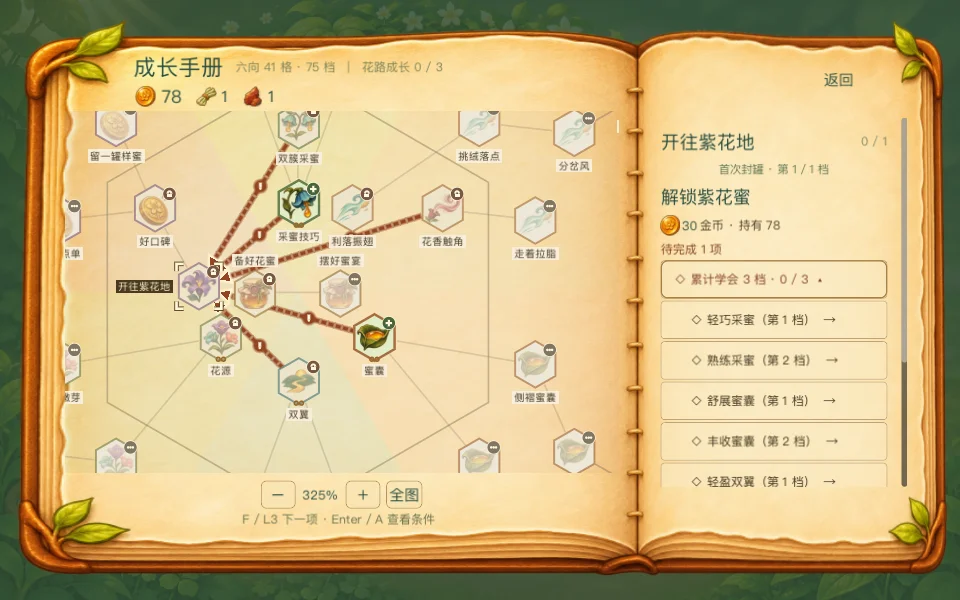 成长手册 六向 41 格 · 75 档 | 花路成长 0 / 3
78 1 1
返回
留一罐样蜜
双簇采蜜
挑绒落点
分岔风
好口碑
采蜜技巧
利落振翅
花香触角
走着拉脂
点单
备好花蜜
摆好蜜宴
开往紫花地
花源
蜜囊
双翼
侧褶蜜囊
嫩芽
− 325% + 全图
F / L3 下一项 · Enter / A 查看条件
开往紫花地 0 / 1
首次封罐 · 第 1 / 1 档
解锁紫花蜜
30 金币 · 持有 78
待完成 1 项
◇ 累计学会 3 档 · 0 / 3 ▴
◇ 轻巧采蜜（第 1 档） →
◇ 熟练采蜜（第 2 档） →
◇ 舒展蜜囊（第 1 档） →
◇ 丰收蜜囊（第 2 档） →
◇ 轻盈双翼（第 1 档） →